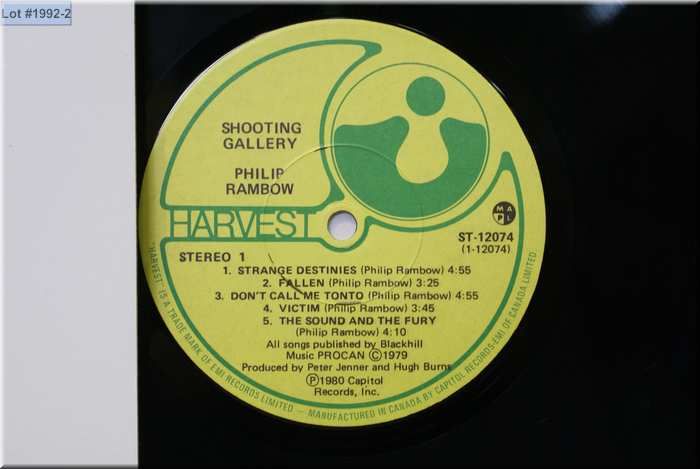 Lot #1992-2
SHOOTING
GALLERY
PHILIP
RAMBOW
HARVEST
M A
P L
ST-12074
(1-12074)
STEREO 1
1. STRANGE DESTINIES (Philip Rambow) 4:55
2. FALLEN (Philip Rambow) 3:25
3. DON'T CALL ME TONTO (Philip Rambow) 4:55
4. VICTIM (Philip Rambow) 3:45
5. THE SOUND AND THE FURY
(Philip Rambow) 4:10
All songs published by Blackhill
Music PROCAN Ⓒ1979
Produced by Peter Jenner and Hugh Burns
Ⓟ1980 Capitol
Records, Inc.
"HARVEST" IS A TRADE MARK OF EMI RECORDS LIMITED — MANUFACTURED IN CANADA BY CAPITOL RECORDS-EMI OF CANADA LIMITED